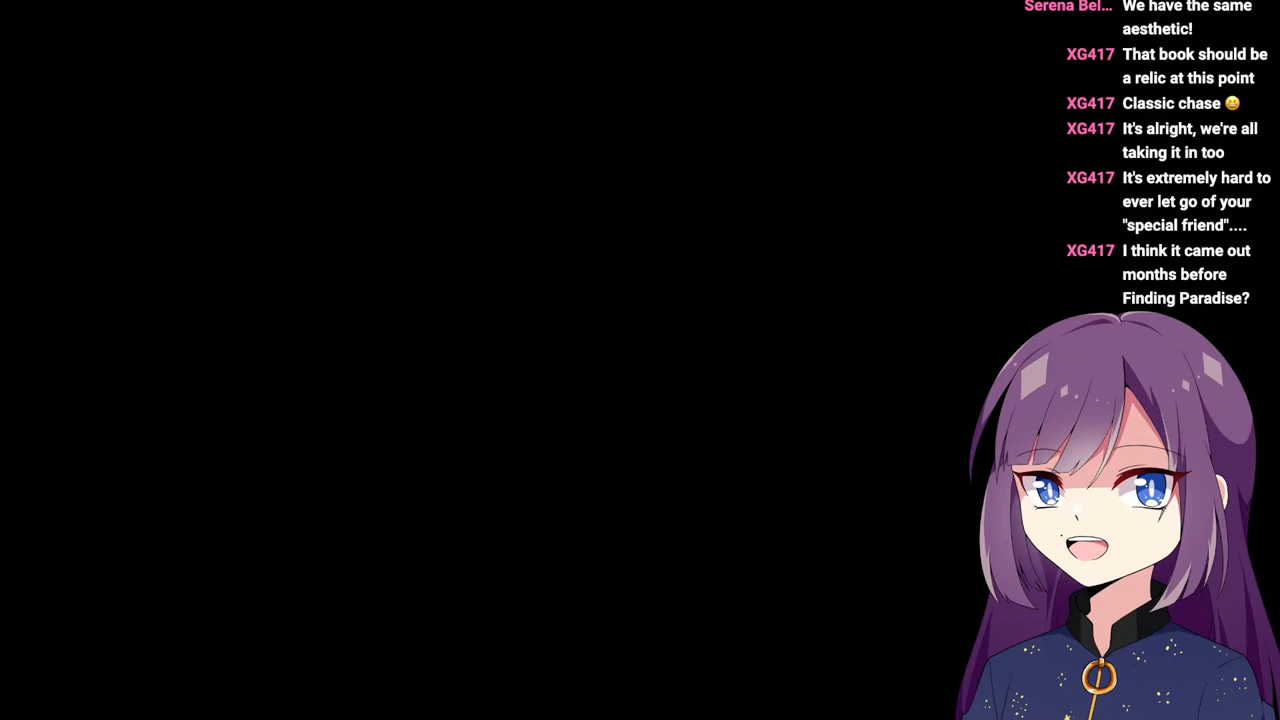 Serena Bel... We have the same
aesthetic!
XG417 That book should be
a relic at this point
XG417 Classic chase 😄
XG417 It's alright, we're all
taking it in too
XG417 It's extremely hard to
ever let go of your
"special friend"....
XG417 I think it came out
months before
Finding Paradise?